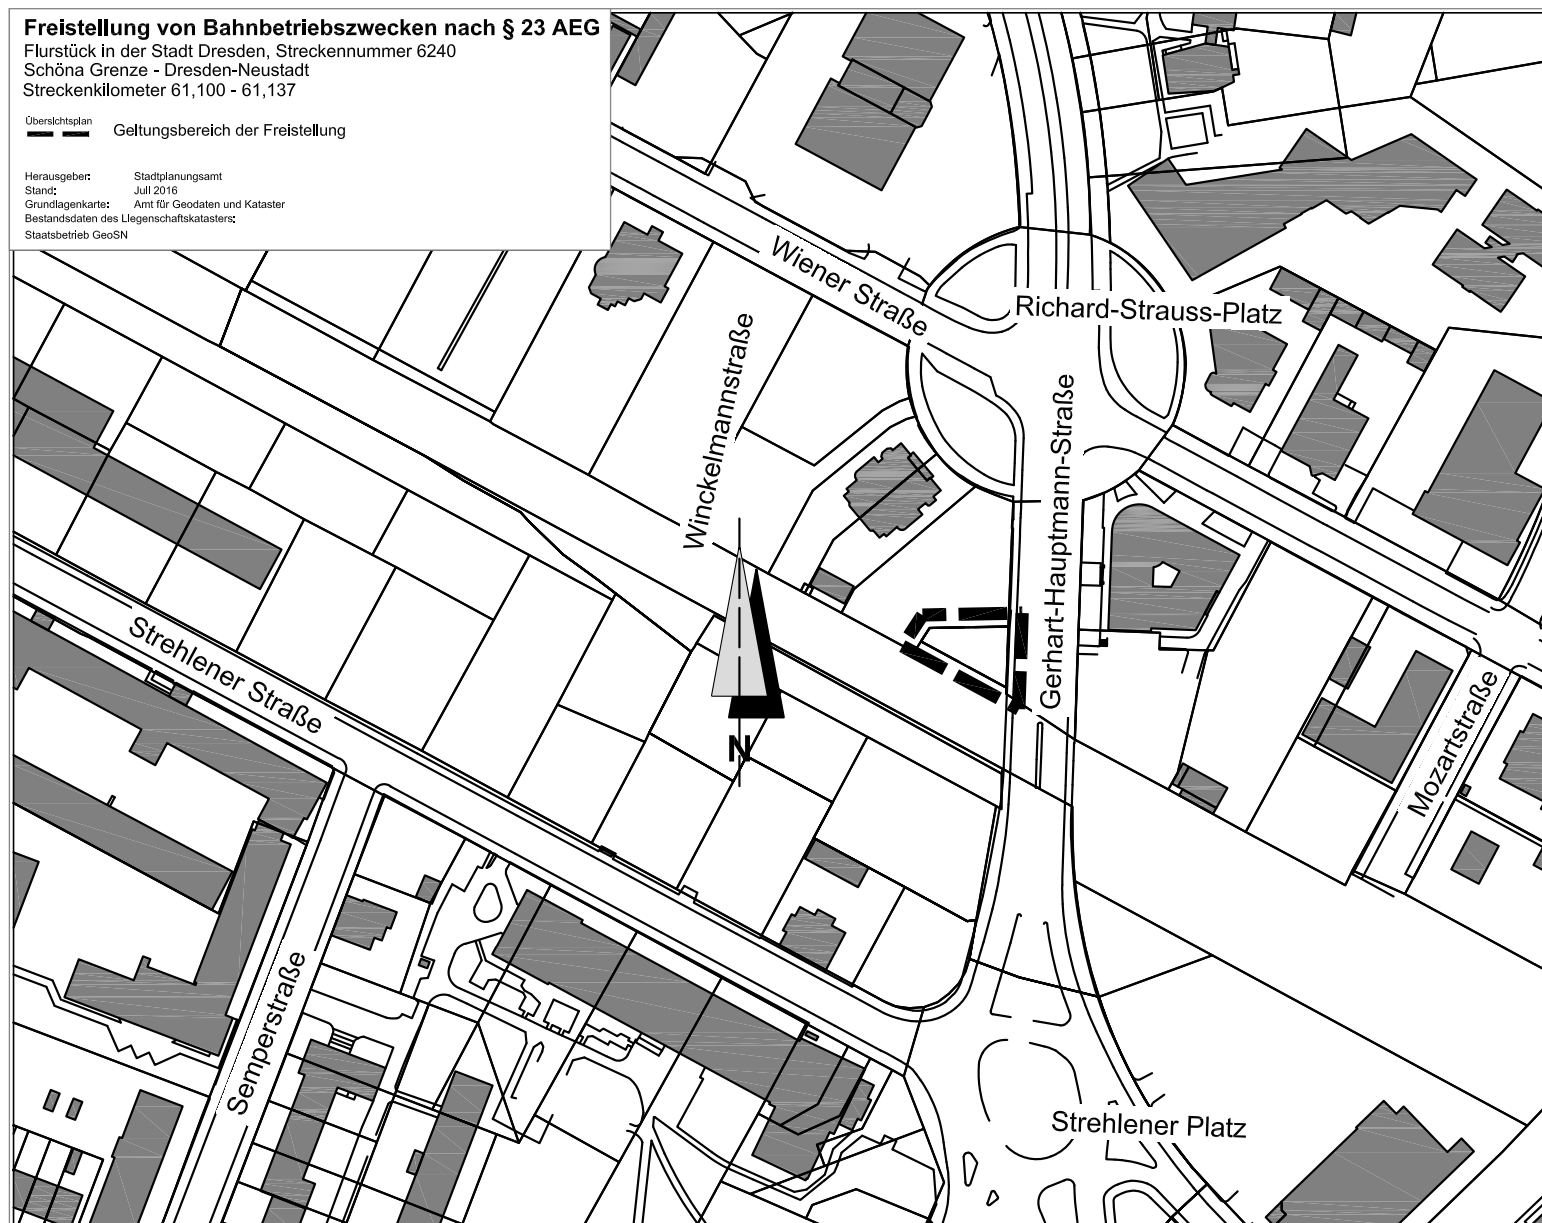 Freistellung von Bahnbetriebszwecken nach § 23 AEG
Flurstück in der Stadt Dresden, Streckennummer 6240
Schöna Grenze - Dresden-Neustadt
Streckenkilometer 61,100 - 61,137
Übersichtsplan
Geltungsbereich der Freistellung
Herausgeber: Stadtplanungsamt
Stand: Juli 2016
Grundlagenkarte: Amt für Geodaten und Kataster
Bestandsdaten des Liegenschaftskatasters:
Staatsbetrieb GeoSN
Wiener Straße
Richard-Strauss-Platz
Winckelmannstraße
Gerhart-Hauptmann-Straße
Strehlener Straße
Mozartstraße
N
Semperstraße
Strehlener Platz